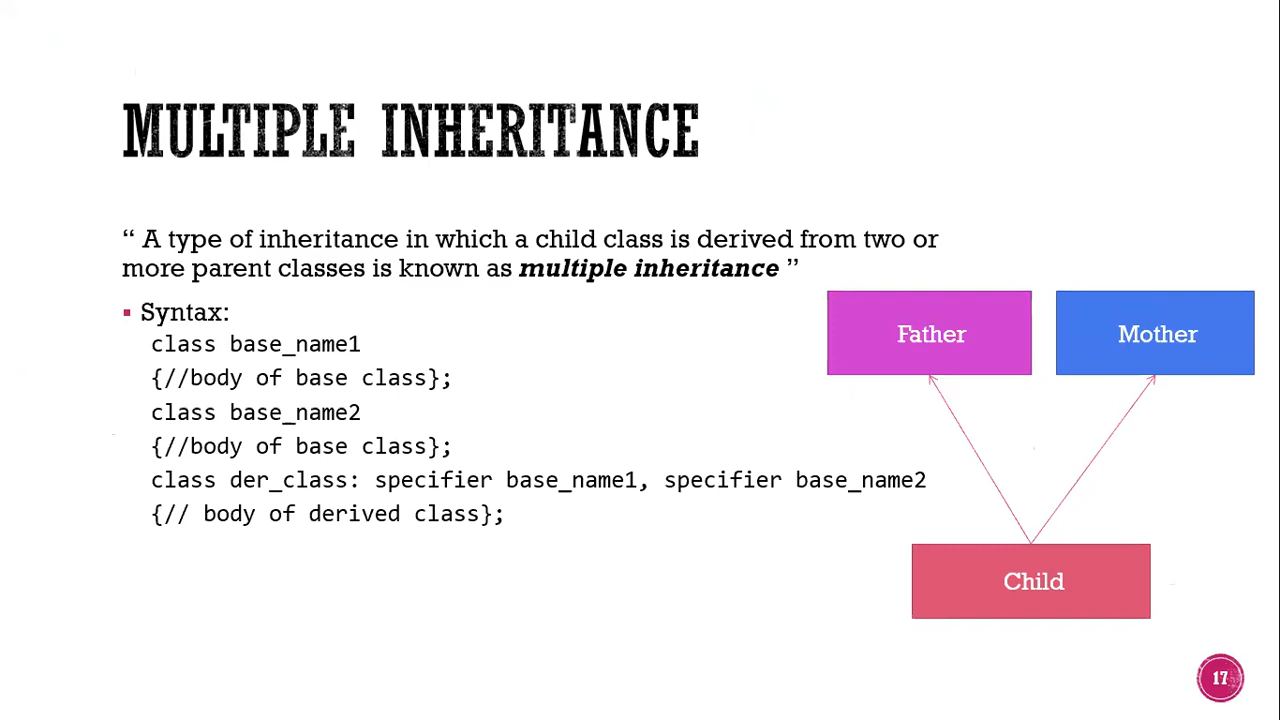 MULTIPLE INHERITANCE
“ A type of inheritance in which a child class is derived from two or
more parent classes is known as multiple inheritance ”
▪ Syntax:
class base_name1
{//body of base class};
class base_name2
{//body of base class};
class der_class: specifier base_name1, specifier base_name2
{// body of derived class};
Father
Mother
Child
17